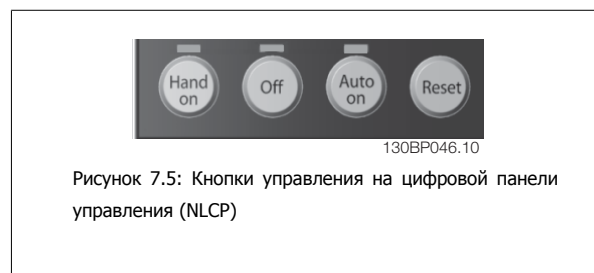 Hand on
Off
Auto on
Reset
130BP046.10
Рисунок 7.5: Кнопки управления на цифровой панели
управления (NLCP)